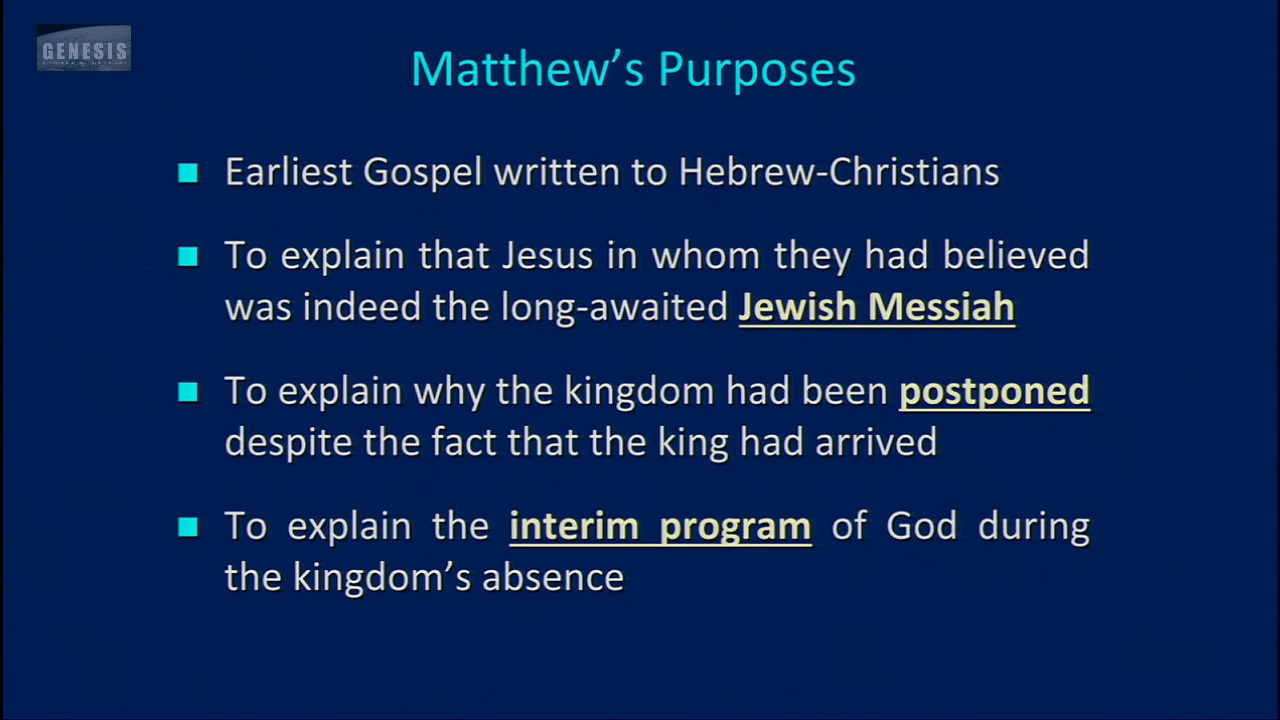 GENESIS
Matthew’s Purposes
Earliest Gospel written to Hebrew-Christians
To explain that Jesus in whom they had believed
was indeed the long-awaited Jewish Messiah
To explain why the kingdom had been postponed
despite the fact that the king had arrived
To explain the interim program of God during
the kingdom’s absence